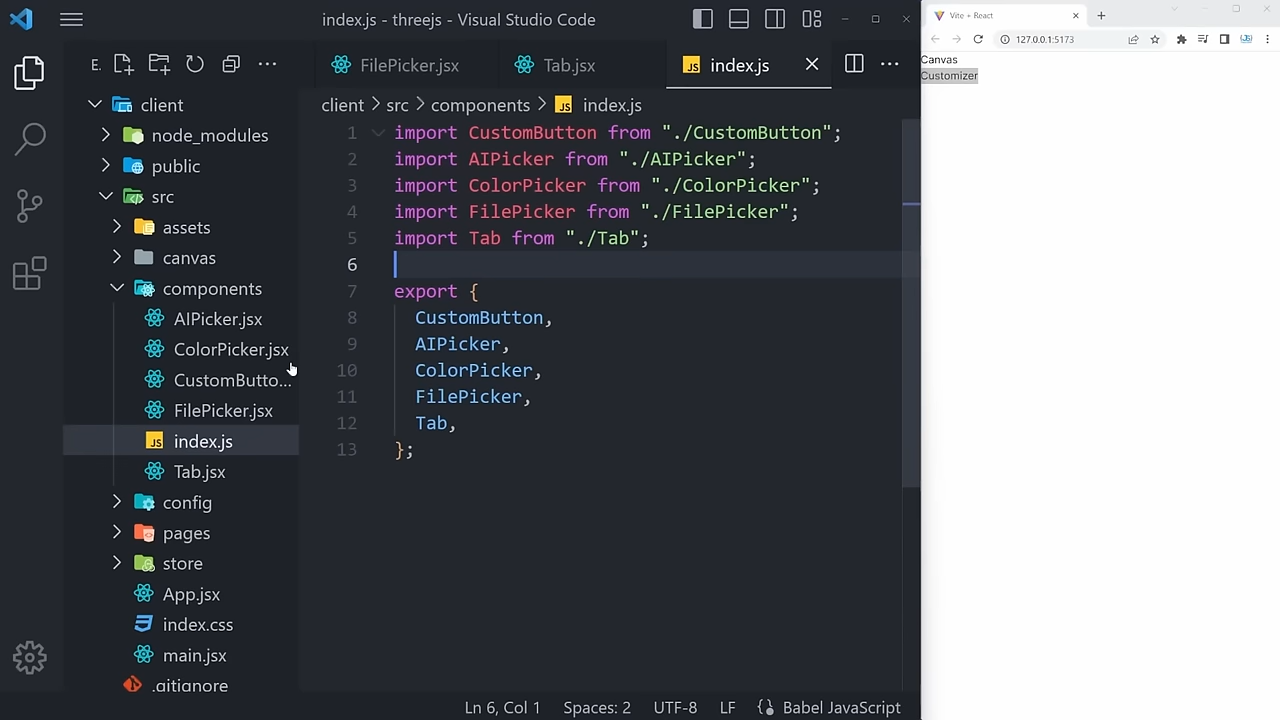 index.js - threejs - Visual Studio Code
E.
FilePicker.jsx
Tab.jsx
index.js
client > src > components > JS index.js
client
node_modules
public
src
assets
canvas
components
AIPicker.jsx
ColorPicker.jsx
CustomButto...
FilePicker.jsx
JS index.js
Tab.jsx
config
pages
store
App.jsx
index.css
main.jsx
.gitignore
1 import CustomButton from "./CustomButton";
2 import AIPicker from "./AIPicker";
3 import ColorPicker from "./ColorPicker";
4 import FilePicker from "./FilePicker";
5 import Tab from "./Tab";
6
7 export {
8 CustomButton,
9 AIPicker,
10 ColorPicker,
11 FilePicker,
12 Tab,
13 };
Ln 6, Col 1 Spaces: 2 UTF-8 LF {} Babel JavaScript
Vite + React
127.0.0.1:5173
Canvas
Customizer